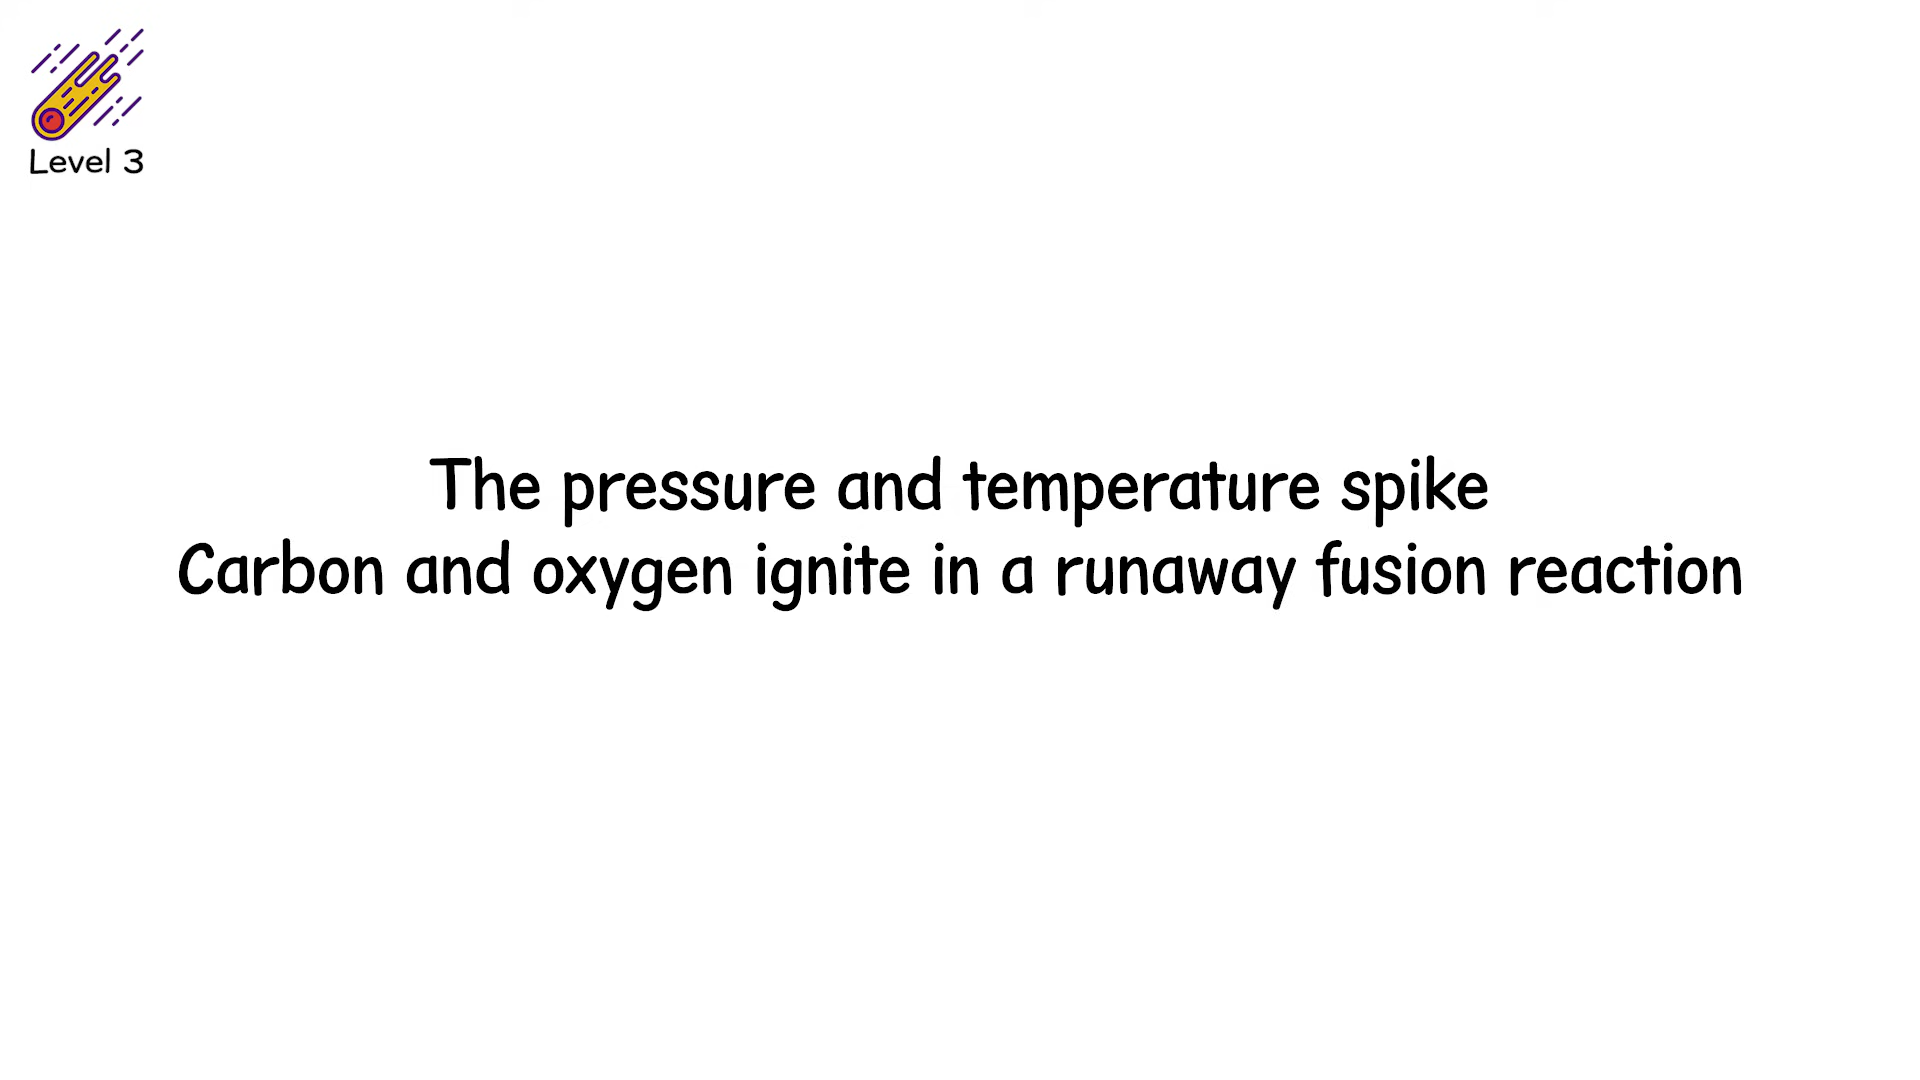 Level 3
The pressure and temperature spike
Carbon and oxygen ignite in a runaway fusion reaction